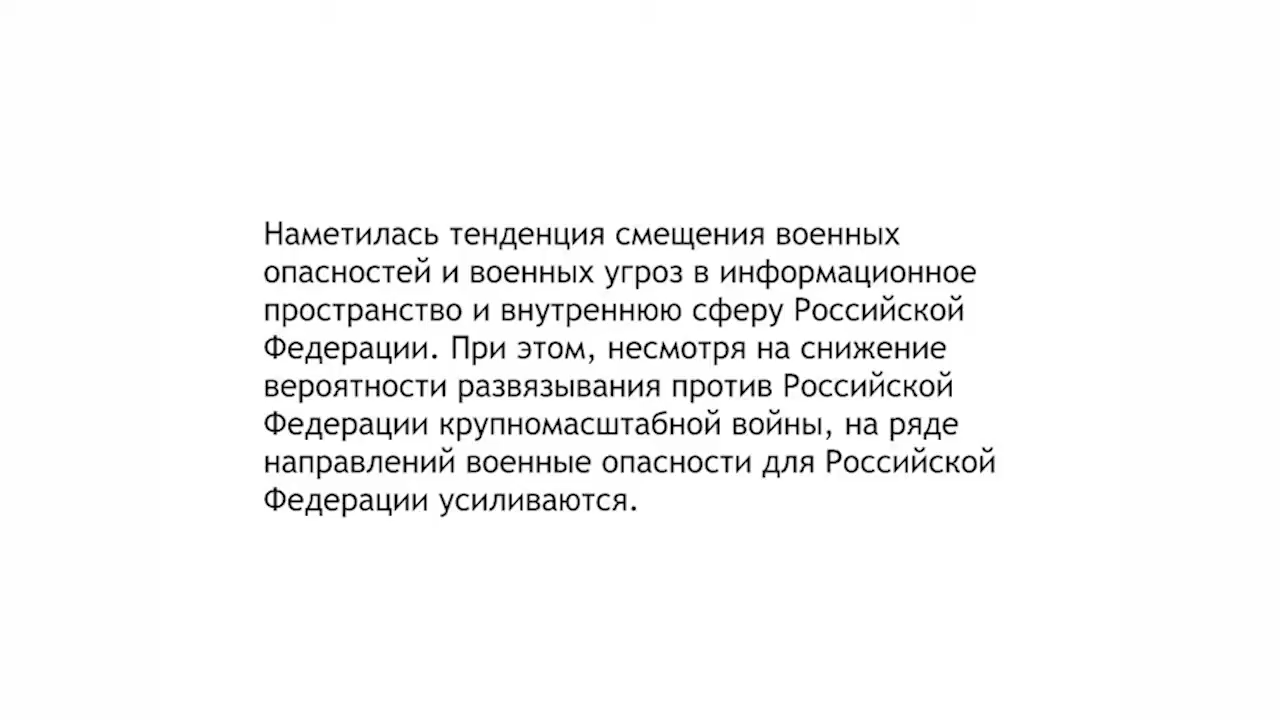 Наметилась тенденция смещения военных
опасностей и военных угроз в информационное
пространство и внутреннюю сферу Российской
Федерации. При этом, несмотря на снижение
вероятности развязывания против Российской
Федерации крупномасштабной войны, на ряде
направлений военные опасности для Российской
Федерации усиливаются.